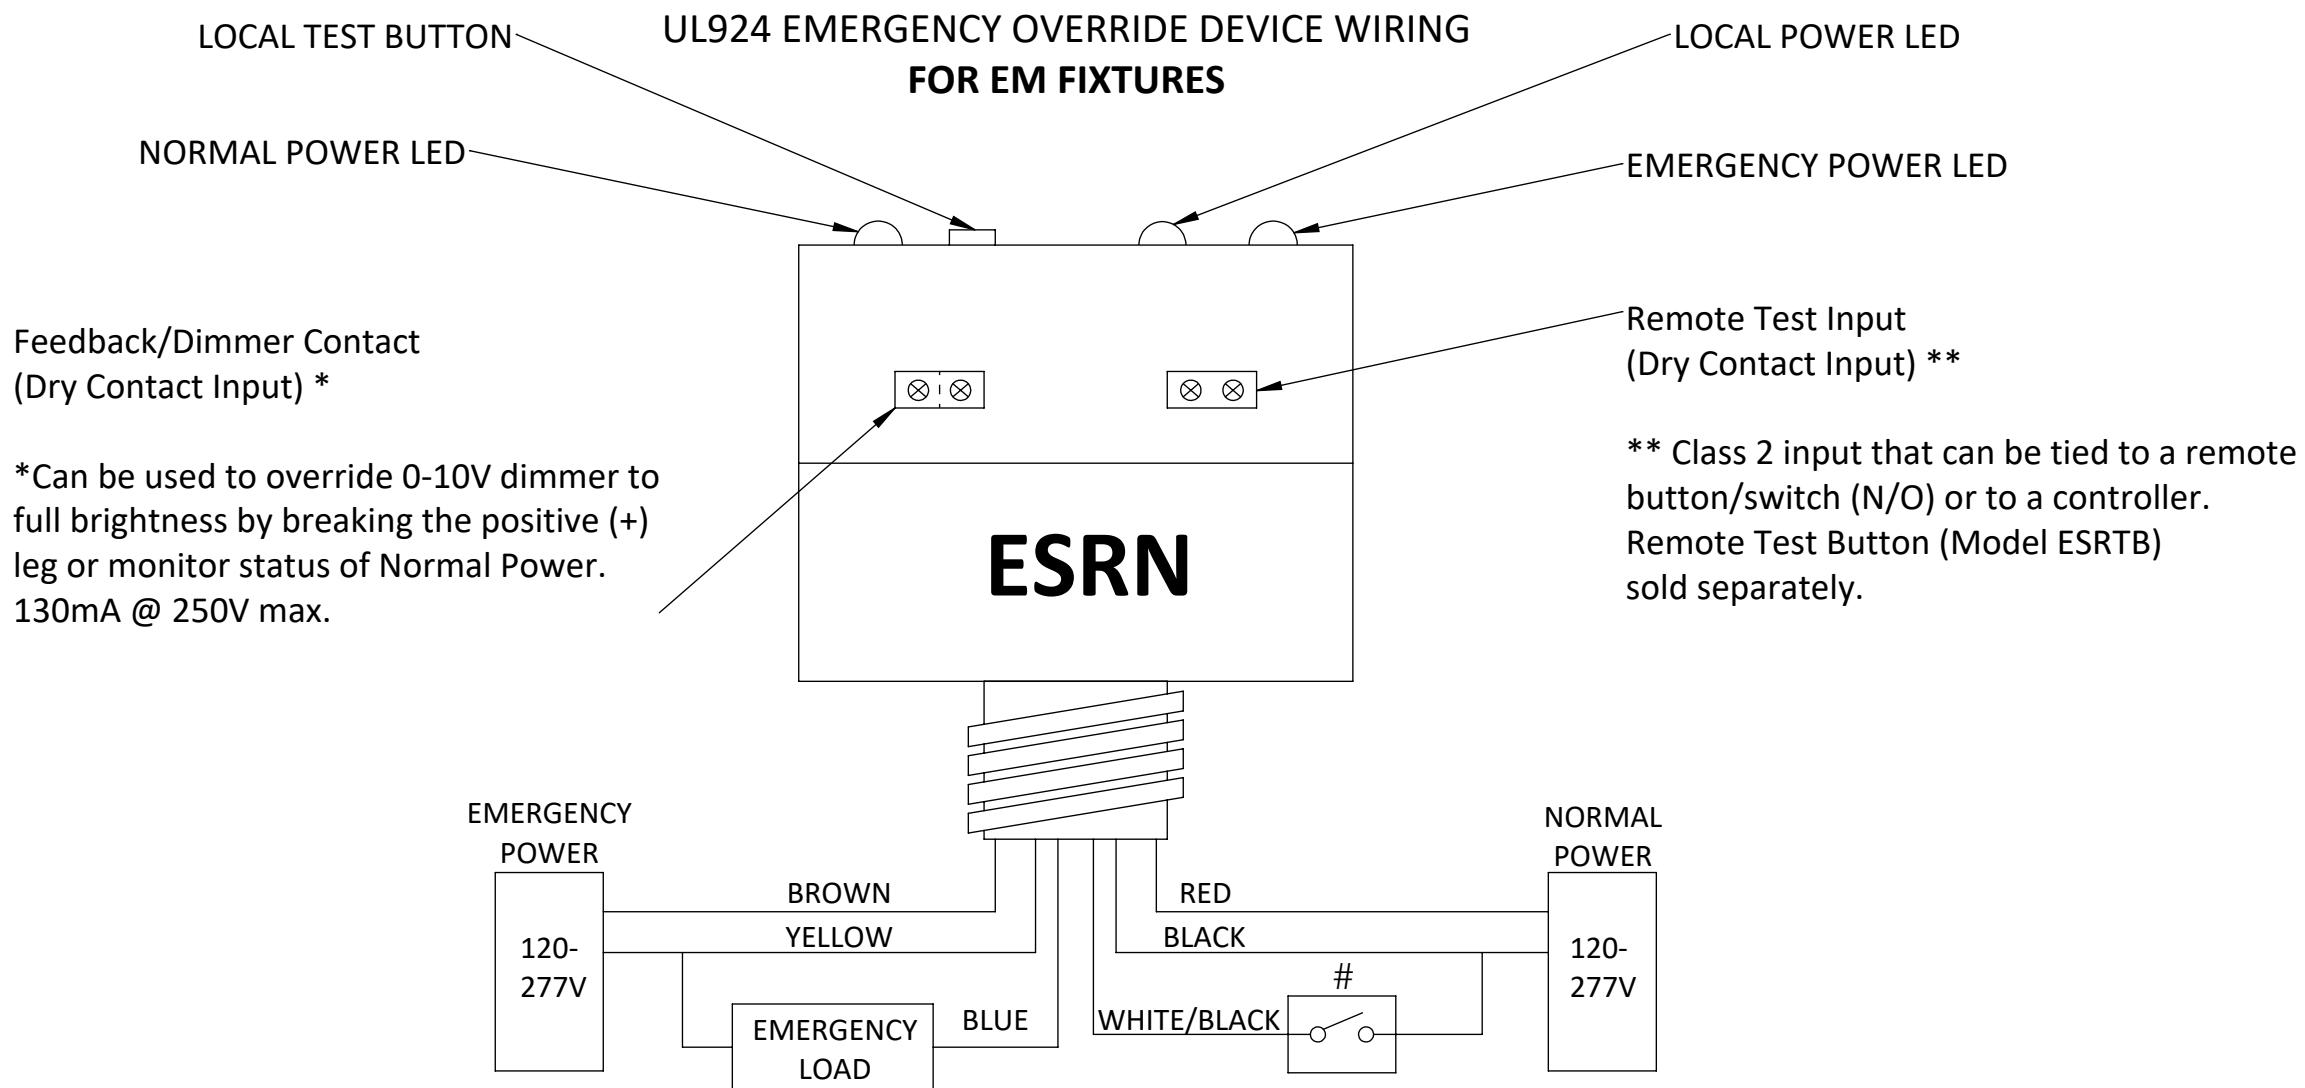 UL924 EMERGENCY OVERRIDE DEVICE WIRING
FOR EM FIXTURES
LOCAL TEST BUTTON
LOCAL POWER LED
NORMAL POWER LED
EMERGENCY POWER LED
Feedback/Dimmer Contact
(Dry Contact Input) *
*Can be used to override 0-10V dimmer to
full brightness by breaking the positive (+)
leg or monitor status of Normal Power.
130mA @ 250V max.
Remote Test Input
(Dry Contact Input) **
** Class 2 input that can be tied to a remote
button/switch (N/O) or to a controller.
Remote Test Button (Model ESRTB)
sold separately.
ESRN
EMERGENCY
POWER
120-
277V
BROWN
YELLOW
BLUE
EMERGENCY
LOAD
RED
BLACK
WHITE/BLACK
#
NORMAL
POWER
120-
277V